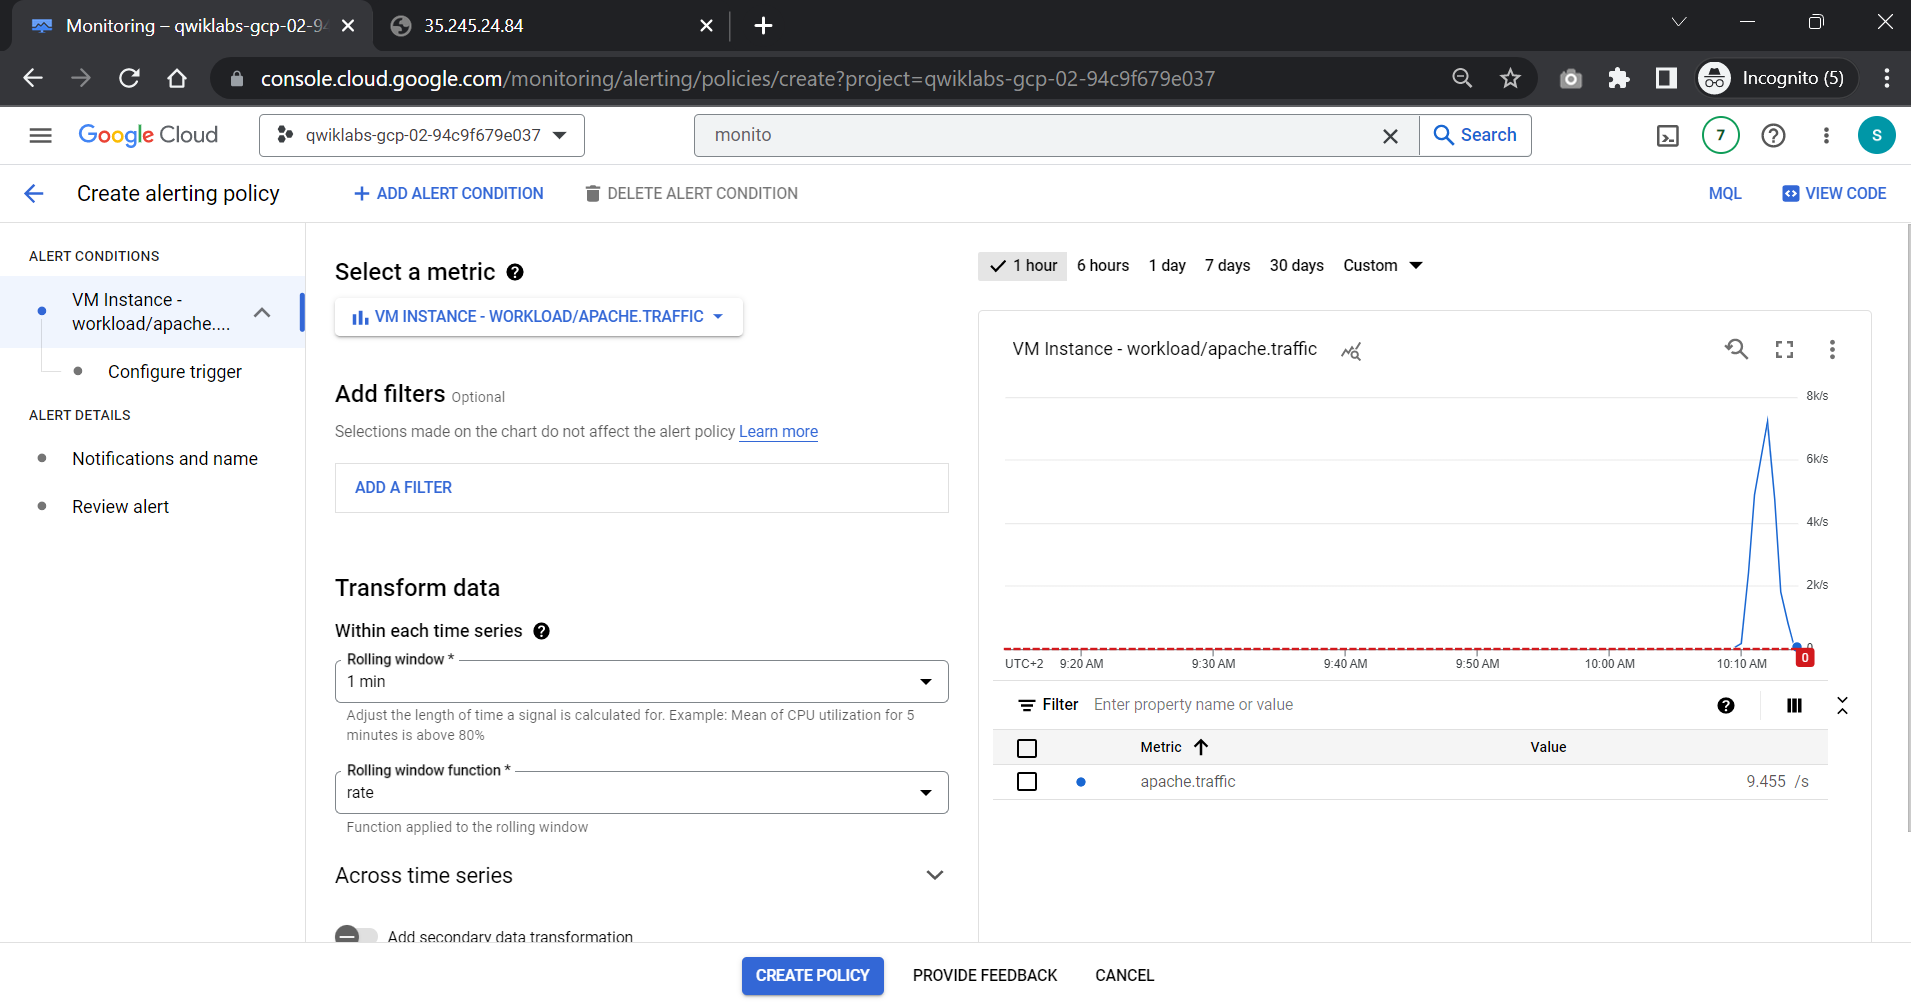 Monitoring – qwiklabs-gcp-02-94
35.245.24.84
console.cloud.google.com/monitoring/alerting/policies/create?project=qwiklabs-gcp-02-94c9f679e037
Incognito (5)
Google Cloud
qwiklabs-gcp-02-94c9f679e037
monito
Search
7
S
Create alerting policy
ADD ALERT CONDITION
DELETE ALERT CONDITION
MQL
VIEW CODE
ALERT CONDITIONS
VM Instance -
workload/apache....
Configure trigger
ALERT DETAILS
Notifications and name
Review alert
Select a metric
VM INSTANCE - WORKLOAD/APACHE.TRAFFIC
Add filters Optional
Selections made on the chart do not affect the alert policy Learn more
ADD A FILTER
Transform data
Within each time series
Rolling window *
1 min
Adjust the length of time a signal is calculated for. Example: Mean of CPU utilization for 5
minutes is above 80%
Rolling window function *
rate
Function applied to the rolling window
Across time series
Add secondary data transformation
1 hour 6 hours 1 day 7 days 30 days Custom
VM Instance - workload/apache.traffic
8k/s
6k/s
4k/s
2k/s
0
0
UTC+2 9:20 AM 9:30 AM 9:40 AM 9:50 AM 10:00 AM 10:10 AM
Filter Enter property name or value
Metric Value
apache.traffic 9.455 /s
CREATE POLICY
PROVIDE FEEDBACK
CANCEL